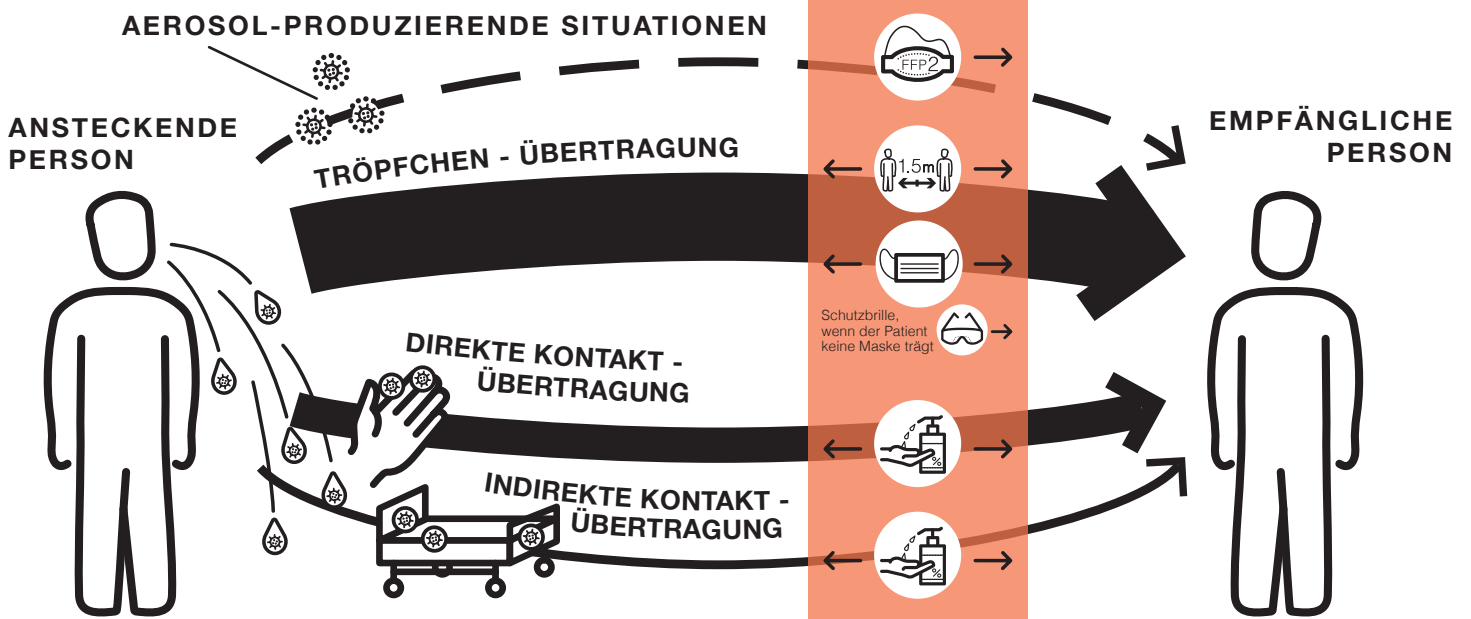 AEROSOL-PRODUZIERENDE SITUATIONEN
ANSTECKENDE
PERSON
EMPFÄNGLICHE
PERSON
FFP2
TRÖPFCHEN - ÜBERTRAGUNG
1.5m
Schutzbrille,
wenn der Patient
keine Maske trägt
DIREKTE KONTAKT -
ÜBERTRAGUNG
%
INDIREKTE KONTAKT -
ÜBERTRAGUNG
%